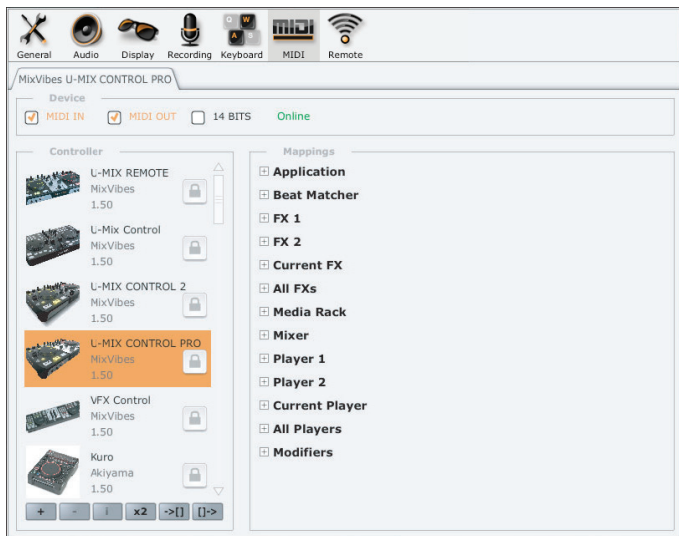 Q W
A S
General Audio Display Recording Keyboard MIDI Remote
MixVibes U-MIX CONTROL PRO
Device
MIDI IN MIDI OUT 14 BITS Online
Controller
U-MIX REMOTE
MixVibes
1.50
U-Mix Control
MixVibes
1.50
U-MIX CONTROL 2
MixVibes
1.50
U-MIX CONTROL PRO
MixVibes
1.50
VFX Control
MixVibes
1.50
Kuro
Akiyama
1.50
+ - i x2 ->[] []->
Mappings
Application
Beat Matcher
FX 1
FX 2
Current FX
All FXs
Media Rack
Mixer
Player 1
Player 2
Current Player
All Players
Modifiers